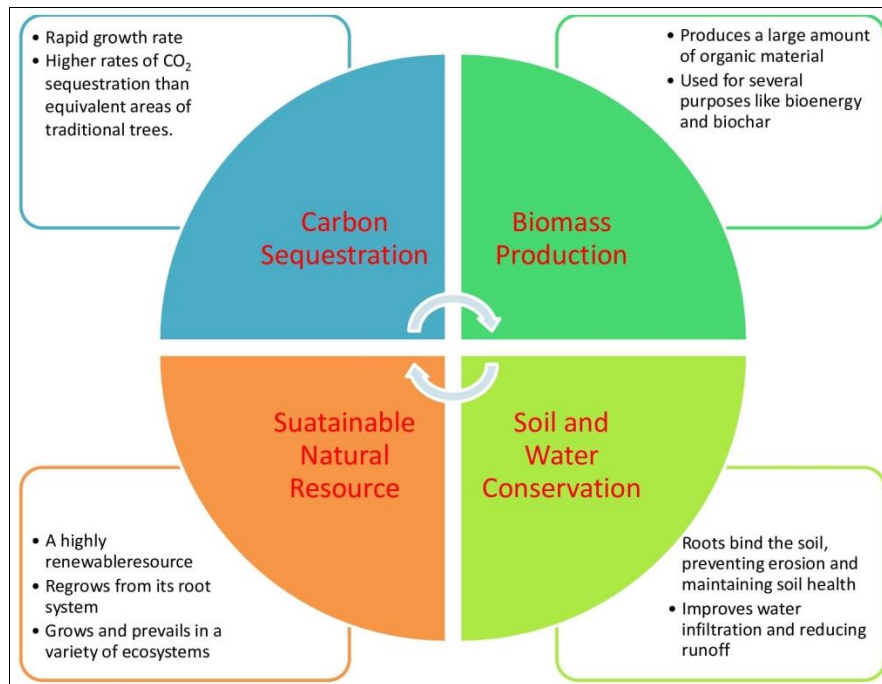 • Rapid growth rate
• Higher rates of CO₂
sequestration than
equivalent areas of
traditional trees.
• Produces a large amount
of organic material
• Used for several
purposes like bioenergy
and biochar
Carbon
Sequestration
Biomass
Production
Suatainable
Natural
Resource
Soil and
Water
Conservation
• A highly
renewableresource
• Regrows from its root
system
• Grows and prevails in a
variety of ecosystems
Roots bind the soil,
preventing erosion and
maintaining soil health
• Improves water
infiltration and reducing
runoff